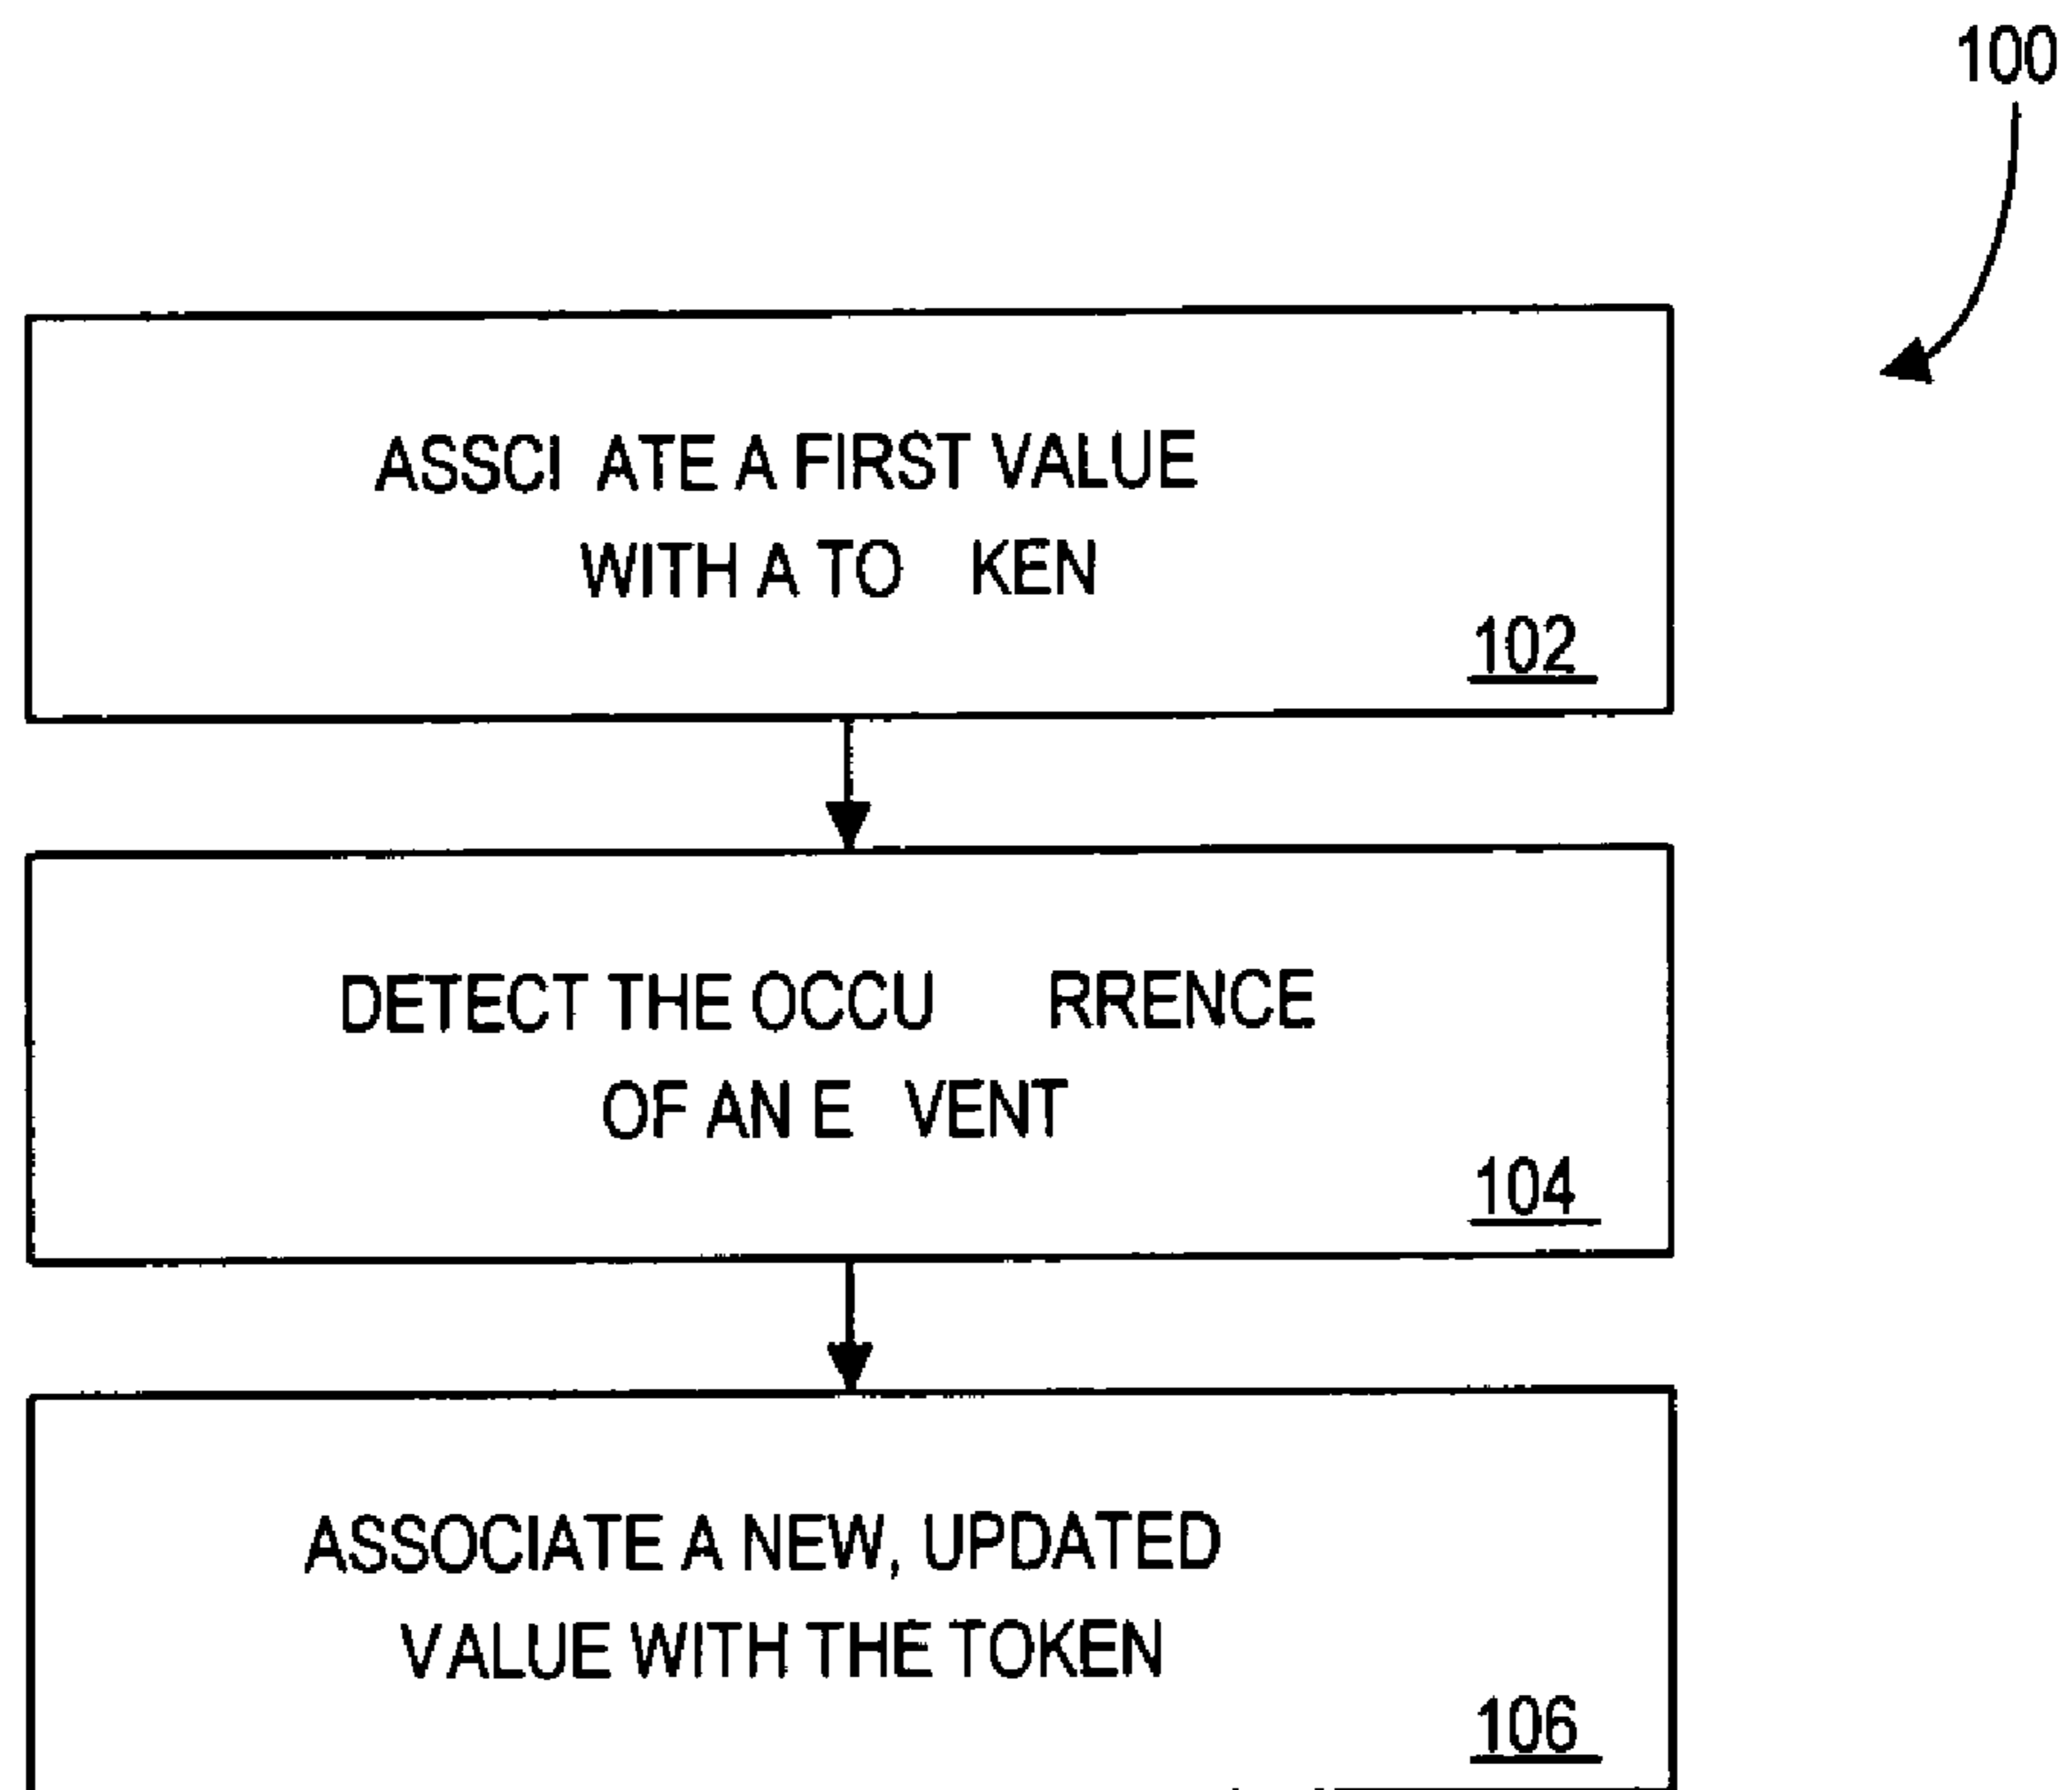 100
ASSCI ATE A FIRST VALUE
WITH A TO KEN
102
DETECT THE OCCU RRENCE
OF AN E VENT
104
ASSOCIATE A NEW, UPDATED
VALUE WITH THE TOKEN
106